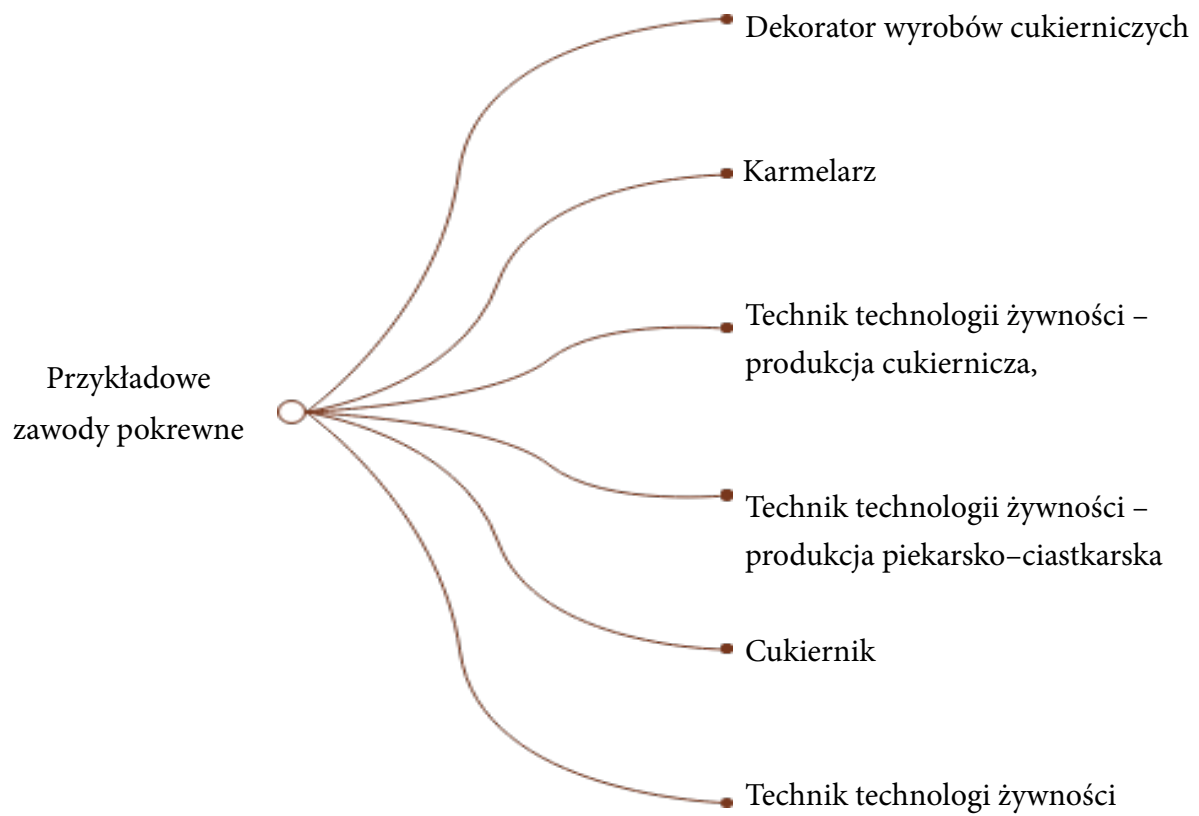 Dekorator wyrobów cukierniczych
Karmelarz
Technik technologii żywności –
produkcja cukiernicza,
Przykładowe
zawody pokrewne
Technik technologii żywności –
produkcja piekarsko–ciastkarska
Cukiernik
Technik technologi żywności